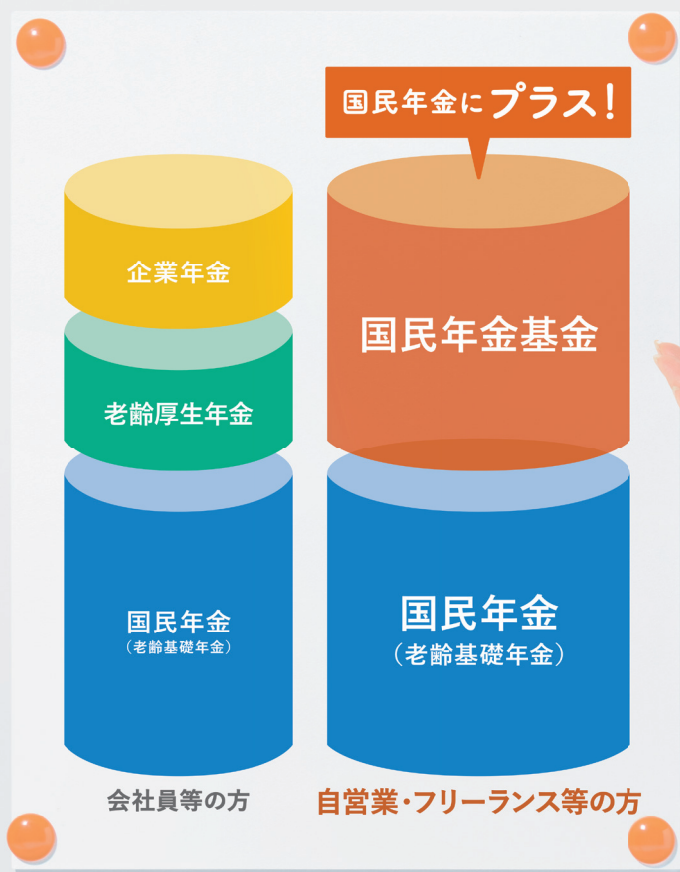 国民年金にプラス!
企業年金
老齢厚生年金
国民年金
(老齢基礎年金)
会社員等の方
国民年金基金
国民年金
(老齢基礎年金)
自営業・フリーランス等の方